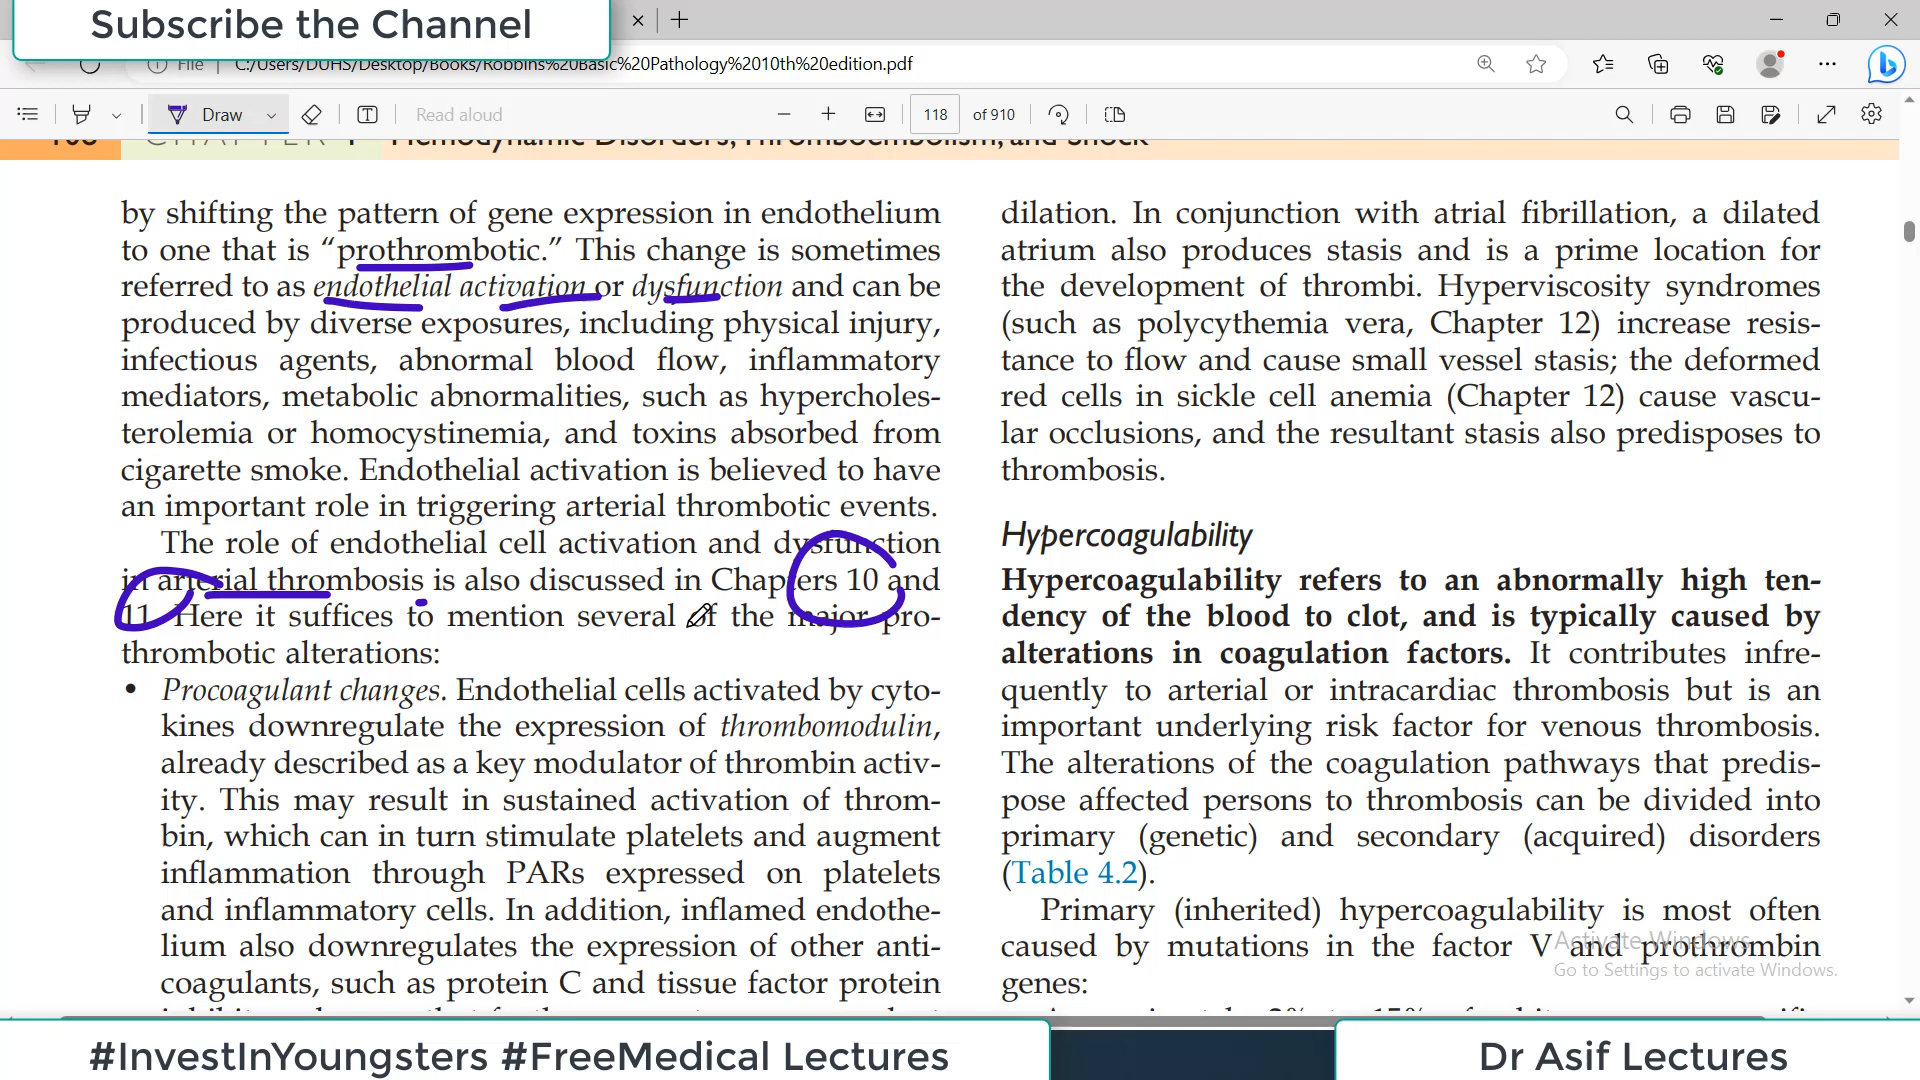 Subscribe the Channel
File
C:/Users/DUHS/Desktop/Books/Robbins%20Basic%20Pathology%2010th%20edition.pdf
Draw
Read aloud
118 of 910
Hemodynamic Disorders, Thromboembolism, and Shock
by shifting the pattern of gene expression in endothelium
to one that is “prothrombotic.” This change is sometimes
referred to as endothelial activation or dysfunction and can be
produced by diverse exposures, including physical injury,
infectious agents, abnormal blood flow, inflammatory
mediators, metabolic abnormalities, such as hypercholes-
terolemia or homocystinemia, and toxins absorbed from
cigarette smoke. Endothelial activation is believed to have
an important role in triggering arterial thrombotic events.
The role of endothelial cell activation and dysfunction
in arterial thrombosis is also discussed in Chapters 10 and
11. Here it suffices to mention several of the major pro-
thrombotic alterations:
• Procoagulant changes. Endothelial cells activated by cyto-
kines downregulate the expression of thrombomodulin,
already described as a key modulator of thrombin activ-
ity. This may result in sustained activation of throm-
bin, which can in turn stimulate platelets and augment
inflammation through PARs expressed on platelets
and inflammatory cells. In addition, inflamed endothe-
lium also downregulates the expression of other anti-
coagulants, such as protein C and tissue factor protein
dilation. In conjunction with atrial fibrillation, a dilated
atrium also produces stasis and is a prime location for
the development of thrombi. Hyperviscosity syndromes
(such as polycythemia vera, Chapter 12) increase resis-
tance to flow and cause small vessel stasis; the deformed
red cells in sickle cell anemia (Chapter 12) cause vascu-
lar occlusions, and the resultant stasis also predisposes to
thrombosis.
Hypercoagulability
Hypercoagulability refers to an abnormally high ten-
dency of the blood to clot, and is typically caused by
alterations in coagulation factors. It contributes infre-
quently to arterial or intracardiac thrombosis but is an
important underlying risk factor for venous thrombosis.
The alterations of the coagulation pathways that predis-
pose affected persons to thrombosis can be divided into
primary (genetic) and secondary (acquired) disorders
(Table 4.2).
Primary (inherited) hypercoagulability is most often
caused by mutations in the factor V and prothrombin
genes:
Activate Windows
Go to Settings to activate Windows.
#InvestInYoungsters #FreeMedical Lectures
Dr Asif Lectures